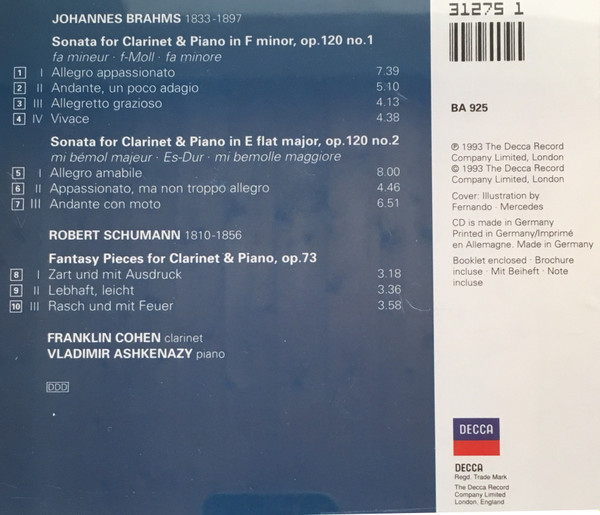 JOHANNES BRAHMS 1833-1897
Sonata for Clarinet & Piano in F minor, op.120 no.1
fa mineur · f-Moll · fa minore
1 I Allegro appassionato 7.39
2 II Andante, un poco adagio 5.10
3 III Allegretto grazioso 4.13
4 IV Vivace 4.38
Sonata for Clarinet & Piano in E flat major, op.120 no.2
mi bémol majeur · Es-Dur · mi bemolle maggiore
5 I Allegro amabile 8.00
6 II Appassionato, ma non troppo allegro 4.46
7 III Andante con moto 6.51
ROBERT SCHUMANN 1810-1856
Fantasy Pieces for Clarinet & Piano, op.73
8 I Zart und mit Ausdruck 3.18
9 II Lebhaft, leicht 3.36
10 III Rasch und mit Feuer 3.58
FRANKLIN COHEN clarinet
VLADIMIR ASHKENAZY piano
DDD
31275 1
BA 925
℗ 1993 The Decca Record
Company Limited, London
© 1993 The Decca Record
Company Limited, London
Cover: Illustration by
Fernando · Mercedes
CD is made in Germany
Printed in Germany/Imprimé
en Allemagne. Made in Germany
Booklet enclosed · Brochure
incluse · Mit Beiheft · Note
incluse
DECCA
DECCA
Regd. Trade Mark
The Decca Record
Company Limited
London, England